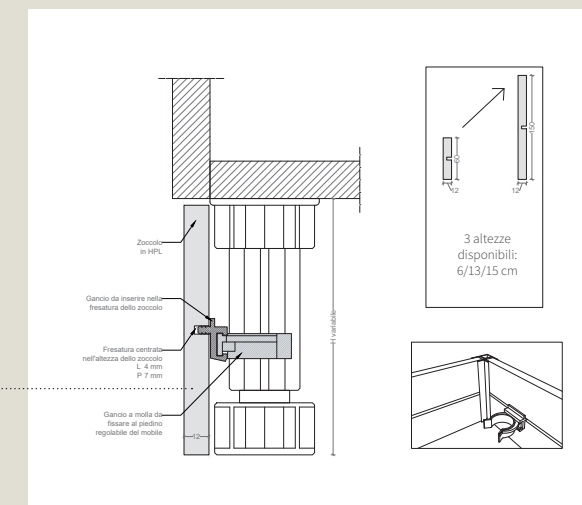 Zoccolo
in HPL
Gancio da inserire nella
fresatura dello zoccolo
Fresatura centrata
nell'altezza dello zoccolo
L 4 mm
P 7 mm
Gancio a molla da
fissare al piedino
regolabile del mobile
12
H variabile
60
12
150
12
3 altezze
disponibili:
6/13/15 cm